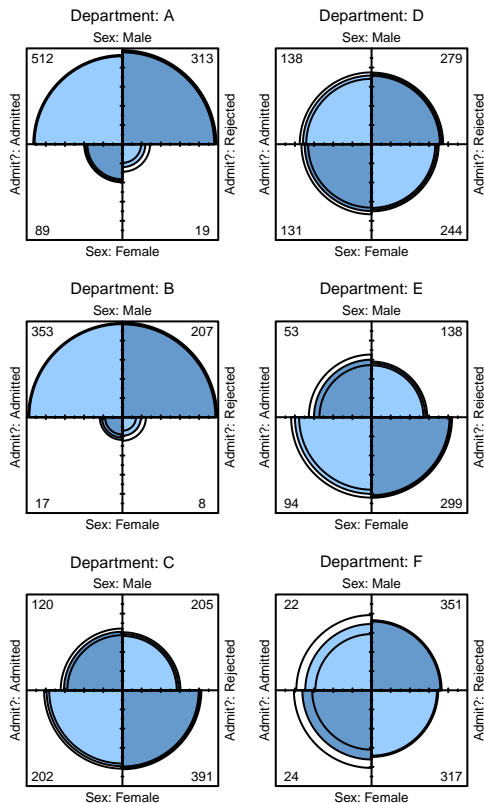 Department: A
Sex: Male
512
313
Admit?: Admitted
Admit?: Rejected
89
19
Sex: Female
Department: D
Sex: Male
138
279
Admit?: Admitted
Admit?: Rejected
131
244
Sex: Female
Department: B
Sex: Male
353
207
Admit?: Admitted
Admit?: Rejected
17
8
Sex: Female
Department: E
Sex: Male
53
138
Admit?: Admitted
Admit?: Rejected
94
299
Sex: Female
Department: C
Sex: Male
120
205
Admit?: Admitted
Admit?: Rejected
202
391
Sex: Female
Department: F
Sex: Male
22
351
Admit?: Admitted
Admit?: Rejected
24
317
Sex: Female